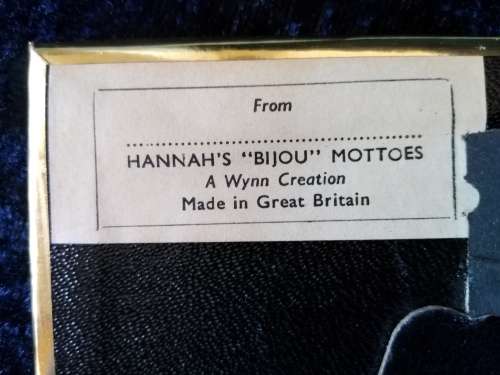 From
........................................................
HANNAH'S "BIJOU" MOTTOES
A Wynn Creation
Made in Great Britain